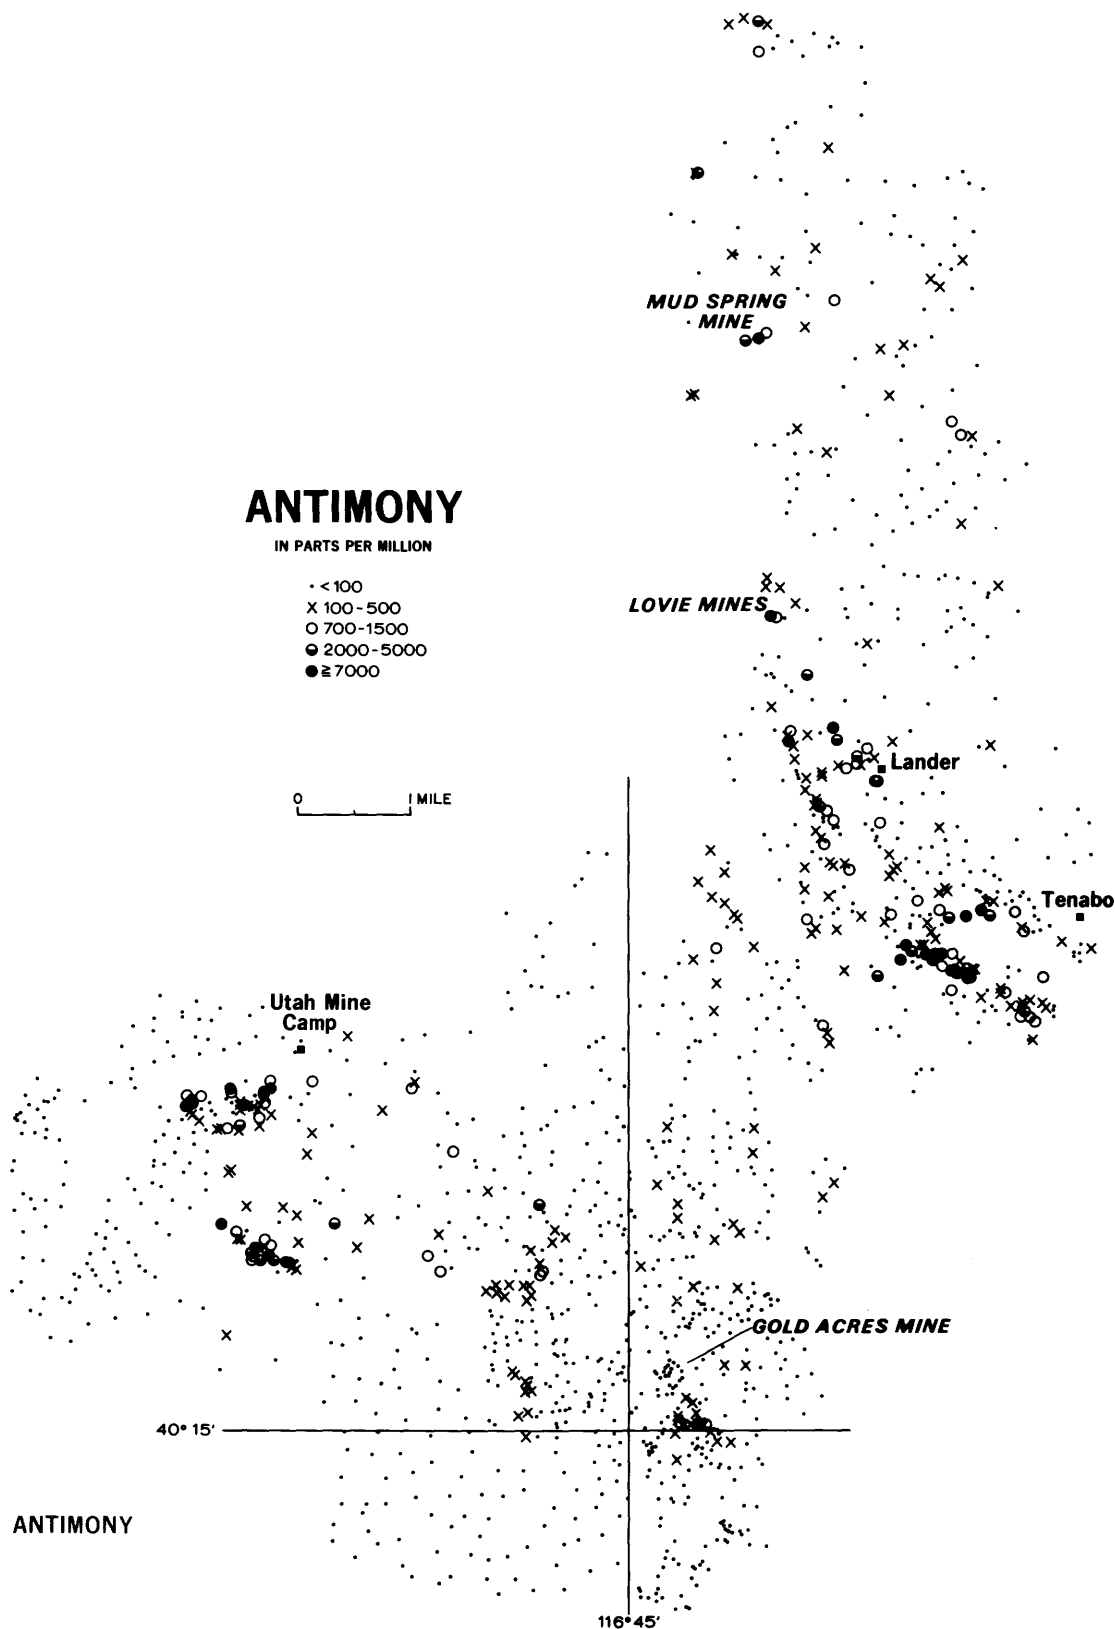 MUD SPRING
MINE
ANTIMONY
IN PARTS PER MILLION
· < 100
x 100-500
○ 700-1500
◒ 2000-5000
● ≧ 7000
LOVIE MINES
Lander
0 1 MILE
Tenabo
Utah Mine
Camp
GOLD ACRES MINE
40° 15'
ANTIMONY
116° 45'